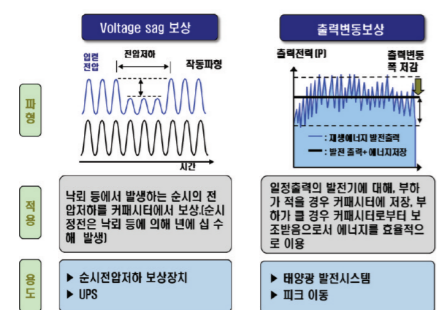 Voltage sag 보상
출력변동보상
파형
입력
전압
전압저하
작동파형
시간
출력전력[P]
출력변동
폭 저감
: 재생에너지 발전출력
: 발전 출력+에너지저장
적용
낙뢰 등에서 발생하는 순시의 전
압저하를 커패시터에서 보상.(순시
정전은 낙뢰 등에 의해 년에 십 수
해 발생)
일정출력의 발전기에 대해, 부하
가 적을 경우 커패시터에 저장, 부
하가 클 경우 커패시터로부터 보
조받음으로서 에너지를 효율적으
로 이용
용도
▶ 순시전압저하 보상장치
▶ UPS
▶ 태양광 발전시스템
▶ 피크 이동